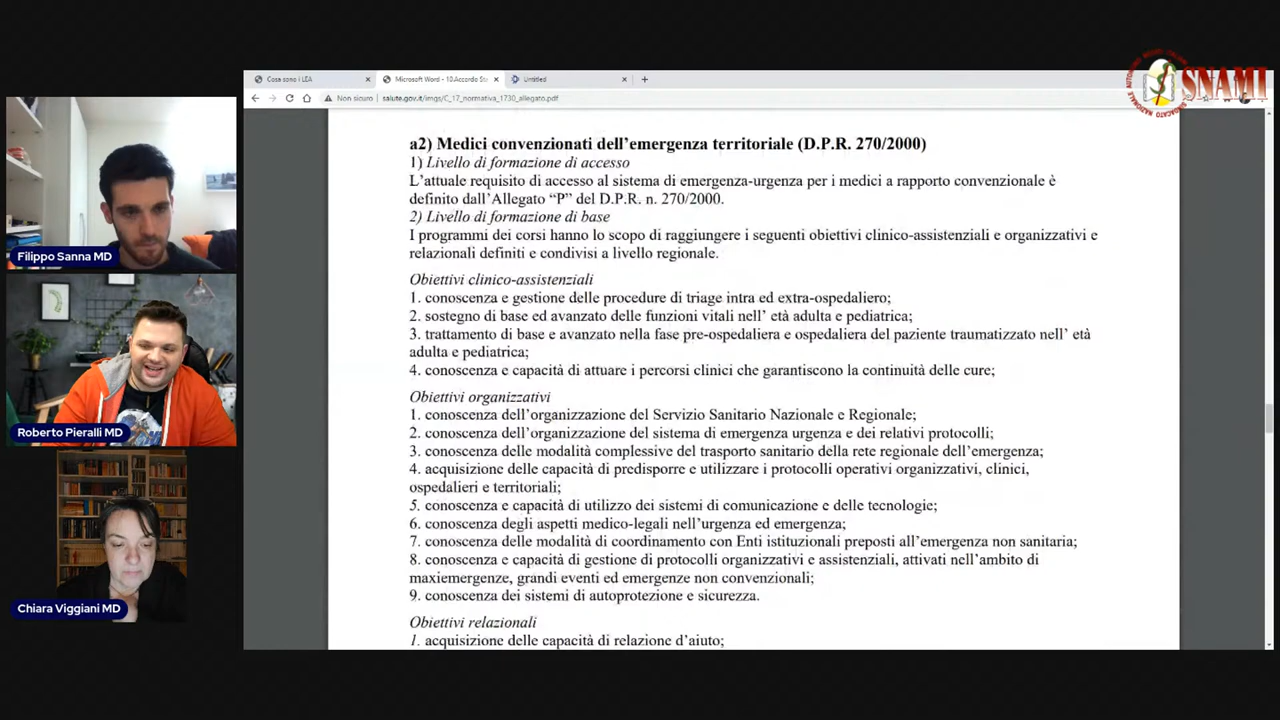 SNAMI
Cosa sono i LEA
Microsoft Word - 10.Accordo Sta
Untitled
Non sicuro | salute.gov.it/imgs/C_17_normativa_1730_allegato.pdf
a2) Medici convenzionati dell'emergenza territoriale (D.P.R. 270/2000)
1) Livello di formazione di accesso
L'attuale requisito di accesso al sistema di emergenza-urgenza per i medici a rapporto convenzionale è
definito dall'Allegato “P” del D.P.R. n. 270/2000.
2) Livello di formazione di base
I programmi dei corsi hanno lo scopo di raggiungere i seguenti obiettivi clinico-assistenziali e organizzativi e
relazionali definiti e condivisi a livello regionale.
Obiettivi clinico-assistenziali
1. conoscenza e gestione delle procedure di triage intra ed extra-ospedaliero;
2. sostegno di base ed avanzato delle funzioni vitali nell' età adulta e pediatrica;
3. trattamento di base e avanzato nella fase pre-ospedaliera e ospedaliera del paziente traumatizzato nell' età
adulta e pediatrica;
4. conoscenza e capacità di attuare i percorsi clinici che garantiscono la continuità delle cure;
Obiettivi organizzativi
1. conoscenza dell'organizzazione del Servizio Sanitario Nazionale e Regionale;
2. conoscenza dell'organizzazione del sistema di emergenza urgenza e dei relativi protocolli;
3. conoscenza delle modalità complessive del trasporto sanitario della rete regionale dell'emergenza;
4. acquisizione delle capacità di predisporre e utilizzare i protocolli operativi organizzativi, clinici,
ospedalieri e territoriali;
5. conoscenza e capacità di utilizzo dei sistemi di comunicazione e delle tecnologie;
6. conoscenza degli aspetti medico-legali nell'urgenza ed emergenza;
7. conoscenza delle modalità di coordinamento con Enti istituzionali preposti all'emergenza non sanitaria;
8. conoscenza e capacità di gestione di protocolli organizzativi e assistenziali, attivati nell'ambito di
maxiemergenze, grandi eventi ed emergenze non convenzionali;
9. conoscenza dei sistemi di autoprotezione e sicurezza.
Obiettivi relazionali
1. acquisizione delle capacità di relazione d'aiuto;
Filippo Sanna MD
Roberto Pieralli MD
Chiara Viggiani MD